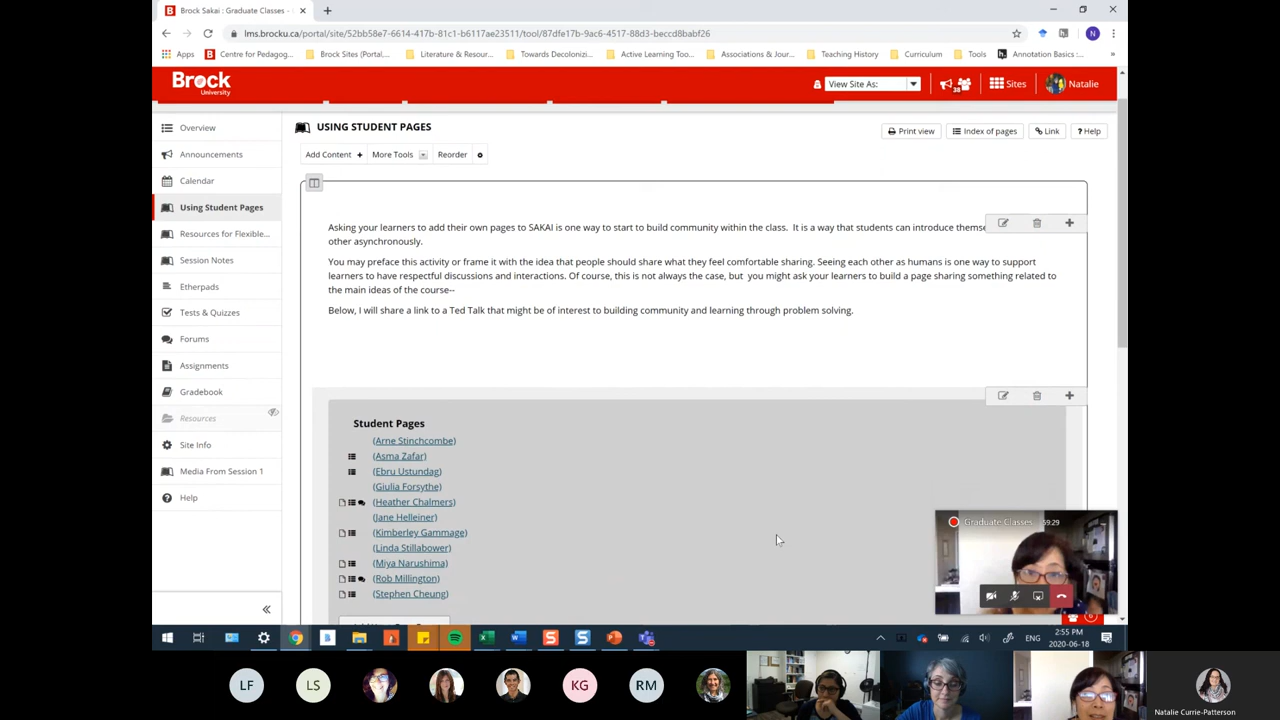 Brock Sakai : Graduate Classes -
lms.brocku.ca/portal/site/52bb58e7-6614-417b-81c1-b6117ae23511/tool/87dfe17b-9ac6-4517-88d3-beccd8babf26
Apps Centre for Pedagog... Brock Sites (Portal,... Literature & Resour... Towards Decolonizi... Active Learning Too... Associations & Jour... Teaching History Curriculum Tools Annotation Basics :...
Brock University
View Site As: 38 Sites Natalie
Overview
Announcements
Calendar
Using Student Pages
Resources for Flexible...
Session Notes
Etherpads
Tests & Quizzes
Forums
Assignments
Gradebook
Resources
Site Info
Media From Session 1
Help
USING STUDENT PAGES
Print view Index of pages Link ? Help
Add Content More Tools Reorder
Asking your learners to add their own pages to SAKAI is one way to start to build community within the class. It is a way that students can introduce
other asynchronously.
You may preface this activity or frame it with the idea that people should share what they feel comfortable sharing. Seeing each other as humans is one way to support
learners to have respectful discussions and interactions. Of course, this is not always the case, but you might ask your learners to build a page sharing something related to
the main ideas of the course--
Below, I will share a link to a Ted Talk that might be of interest to building community and learning through problem solving.
Student Pages
(Arne Stinchcombe)
(Asma Zafar)
(Ebru Ustundag)
(Giulia Forsythe)
(Heather Chalmers)
(Jane Helleiner)
(Kimberley Gammage)
(Linda Stillabower)
(Miya Narushima)
(Rob Millington)
(Stephen Cheung)
Graduate Classes 59:29
ENG
2:55 PM
2020-06-18
LF LS KG RM
Natalie Currie-Patterson